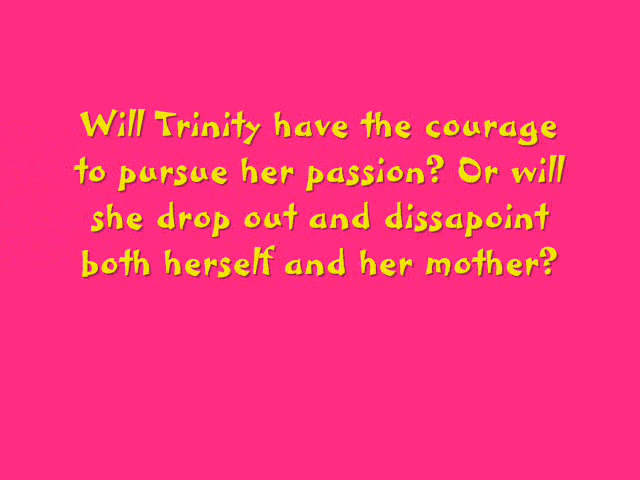 Will Trinity have the courage
to pursue her passion? Or will
she drop out and dissapoint
both herself and her mother?